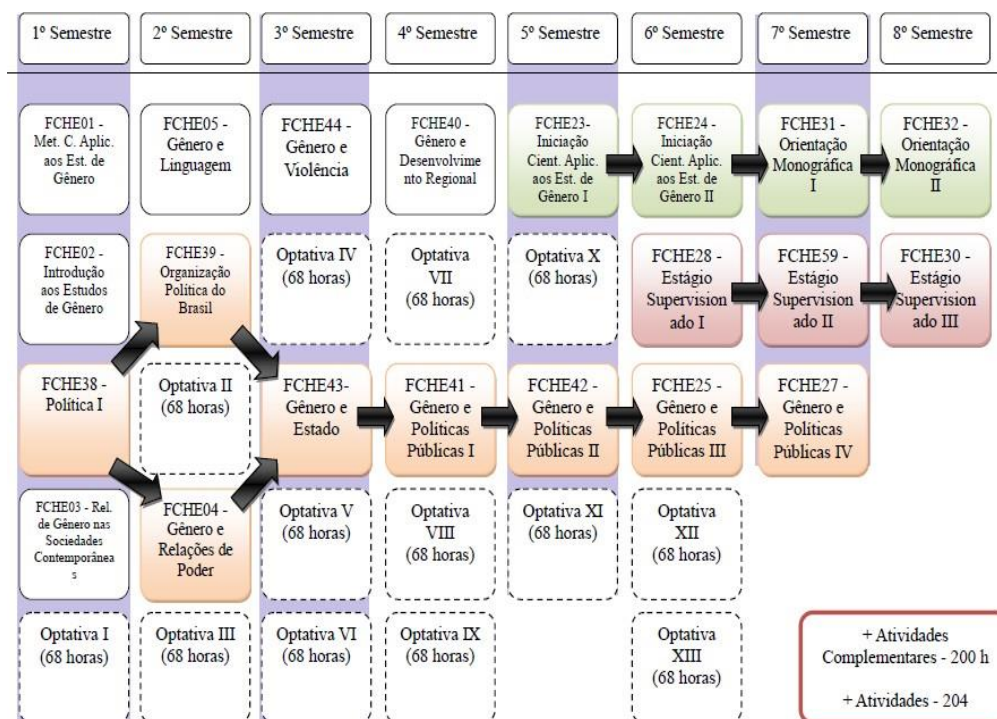 1º Semestre
2º Semestre
3º Semestre
4º Semestre
5º Semestre
6º Semestre
7º Semestre
8º Semestre
FCHE01 -
Met. C. Aplic.
aos Est. de
Gênero
FCHE05 -
Gênero e
Linguagem
FCHE44 -
Gênero e
Violência
FCHE40 -
Gênero e
Desenvolvime
nto Regional
FCHE23-
Iniciação
Cient. Aplic.
aos Est. de
Gênero I
FCHE24 -
Iniciação
Cient. Aplic.
aos Est. de
Gênero II
FCHE31 -
Orientação
Monográfica
I
FCHE32 -
Orientação
Monográfica
II
FCHE02 -
Introdução
aos Estudos
de Gênero
FCHE39 -
Organização
Política do
Brasil
Optativa IV
(68 horas)
Optativa
VII
(68 horas)
Optativa X
(68 horas)
FCHE28 -
Estágio
Supervision
ado I
FCHE59 -
Estágio
Supervision
ado II
FCHE30 -
Estágio
Supervision
ado III
FCHE38 -
Política I
Optativa II
(68 horas)
FCHE43-
Gênero e
Estado
FCHE41 -
Gênero e
Políticas
Públicas I
FCHE42 -
Gênero e
Políticas
Públicas II
FCHE25 -
Gênero e
Políticas
Públicas III
FCHE27 -
Gênero e
Políticas
Públicas IV
FCHE03 - Rel.
de Gênero nas
Sociedades
Contemporânea
s
FCHE04 -
Gênero e
Relações de
Poder
Optativa V
(68 horas)
Optativa
VIII
(68 horas)
Optativa XI
(68 horas)
Optativa
XII
(68 horas)
Optativa I
(68 horas)
Optativa III
(68 horas)
Optativa VI
(68 horas)
Optativa IX
(68 horas)
Optativa
XIII
(68 horas)
+ Atividades
Complementares - 200 h
+ Atividades - 204